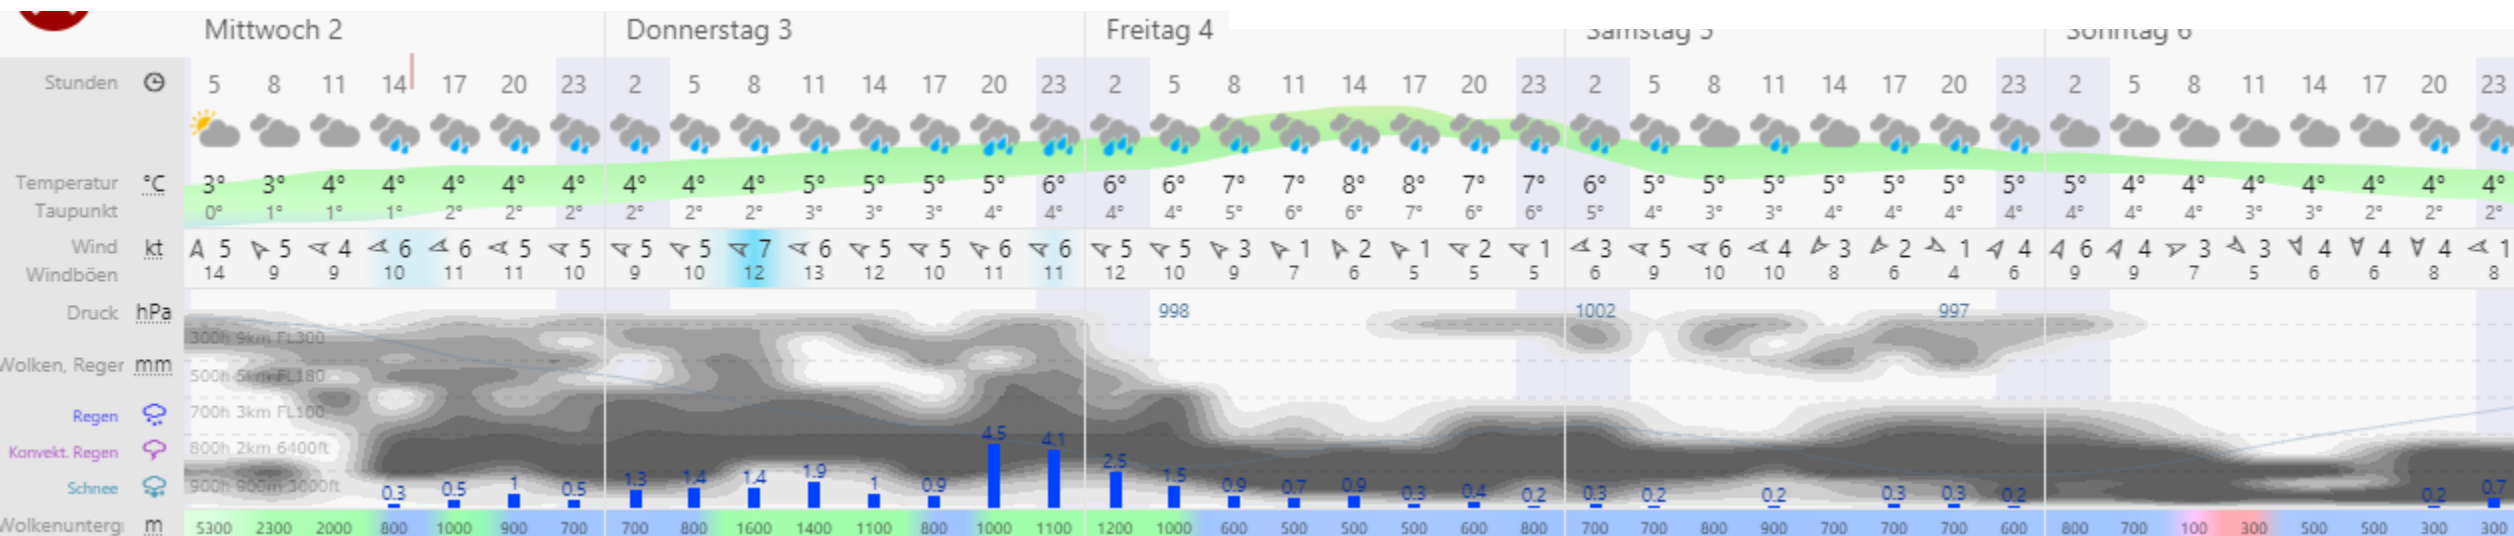 Mittwoch 2 Donnerstag 3 Freitag 4 Samstag 5 Sonntag 6
Stunden 5 8 11 14 17 20 23 2 5 8 11 14 17 20 23 2 5 8 11 14 17 20 23 2 5 8 11 14 17 20 23 2 5 8 11 14 17 20 23
Temperatur °C 3° 3° 4° 4° 4° 4° 4° 4° 4° 4° 5° 5° 5° 5° 6° 6° 6° 7° 7° 8° 8° 7° 7° 6° 5° 5° 5° 5° 5° 5° 5° 5° 4° 4° 4° 4° 4° 4° 4°
Taupunkt 0° 1° 1° 1° 2° 2° 2° 2° 2° 2° 3° 3° 3° 4° 4° 4° 4° 5° 6° 6° 7° 6° 6° 5° 4° 3° 3° 4° 4° 4° 4° 4° 4° 4° 3° 3° 2° 2° 2°
Wind kt 5 5 4 6 6 5 5 5 5 7 6 5 5 6 6 5 5 3 1 2 1 2 1 3 5 6 4 3 2 1 4 6 4 3 3 4 4 4 1
Windböen 14 9 9 10 11 11 10 9 10 12 13 12 10 11 11 12 10 9 7 6 5 5 5 6 9 10 10 8 6 4 6 9 9 7 5 6 6 8 8
Druck hPa 998 1002 997
300h 9km FL300
Wolken, Reger mm
500h 5km FL180
700h 3km FL100
Regen
800h 2km 6400ft
Konvekt. Regen
900h 900m 3000ft
Schnee
0.3 0.5 1 0.5 1.3 1.4 1.4 1.9 1 0.9 4.5 4.1 2.5 1.5 0.9 0.7 0.9 0.3 0.4 0.2 0.3 0.2 0.2 0.3 0.3 0.2 0.2 0.7
Wolkenunterg m 5300 2300 2000 800 1000 900 700 700 800 1600 1400 1100 800 1000 1100 1200 1000 600 500 500 500 600 800 700 700 800 900 700 700 700 600 800 700 100 300 500 500 300 300